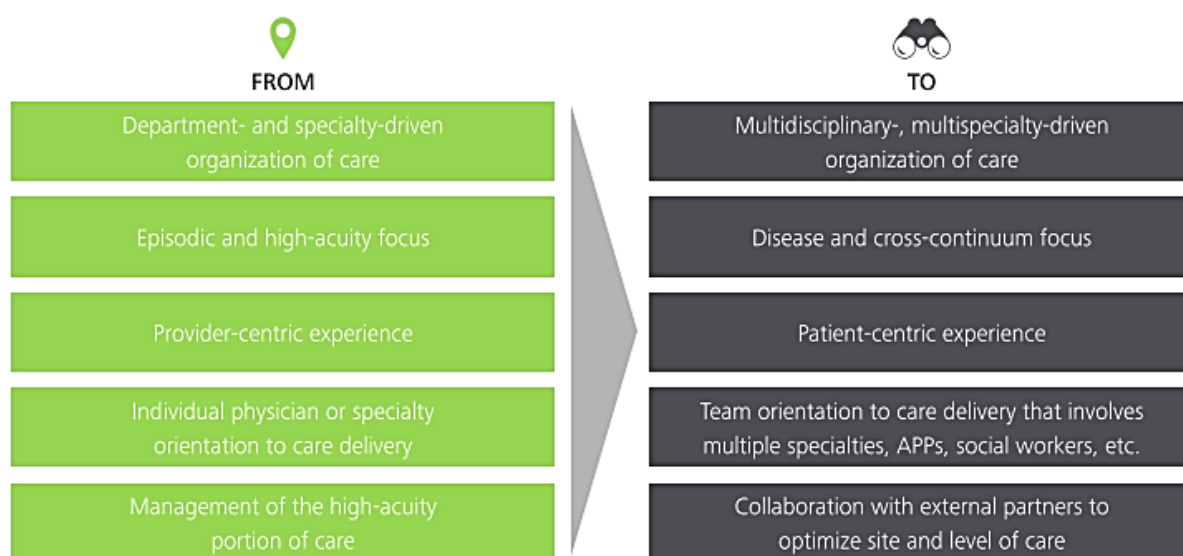 FROM
Department- and specialty-driven
organization of care
Episodic and high-acuity focus
Provider-centric experience
Individual physician or specialty
orientation to care delivery
Management of the high-acuity
portion of care
TO
Multidisciplinary-, multispecialty-driven
organization of care
Disease and cross-continuum focus
Patient-centric experience
Team orientation to care delivery that involves
multiple specialties, APPs, social workers, etc.
Collaboration with external partners to
optimize site and level of care